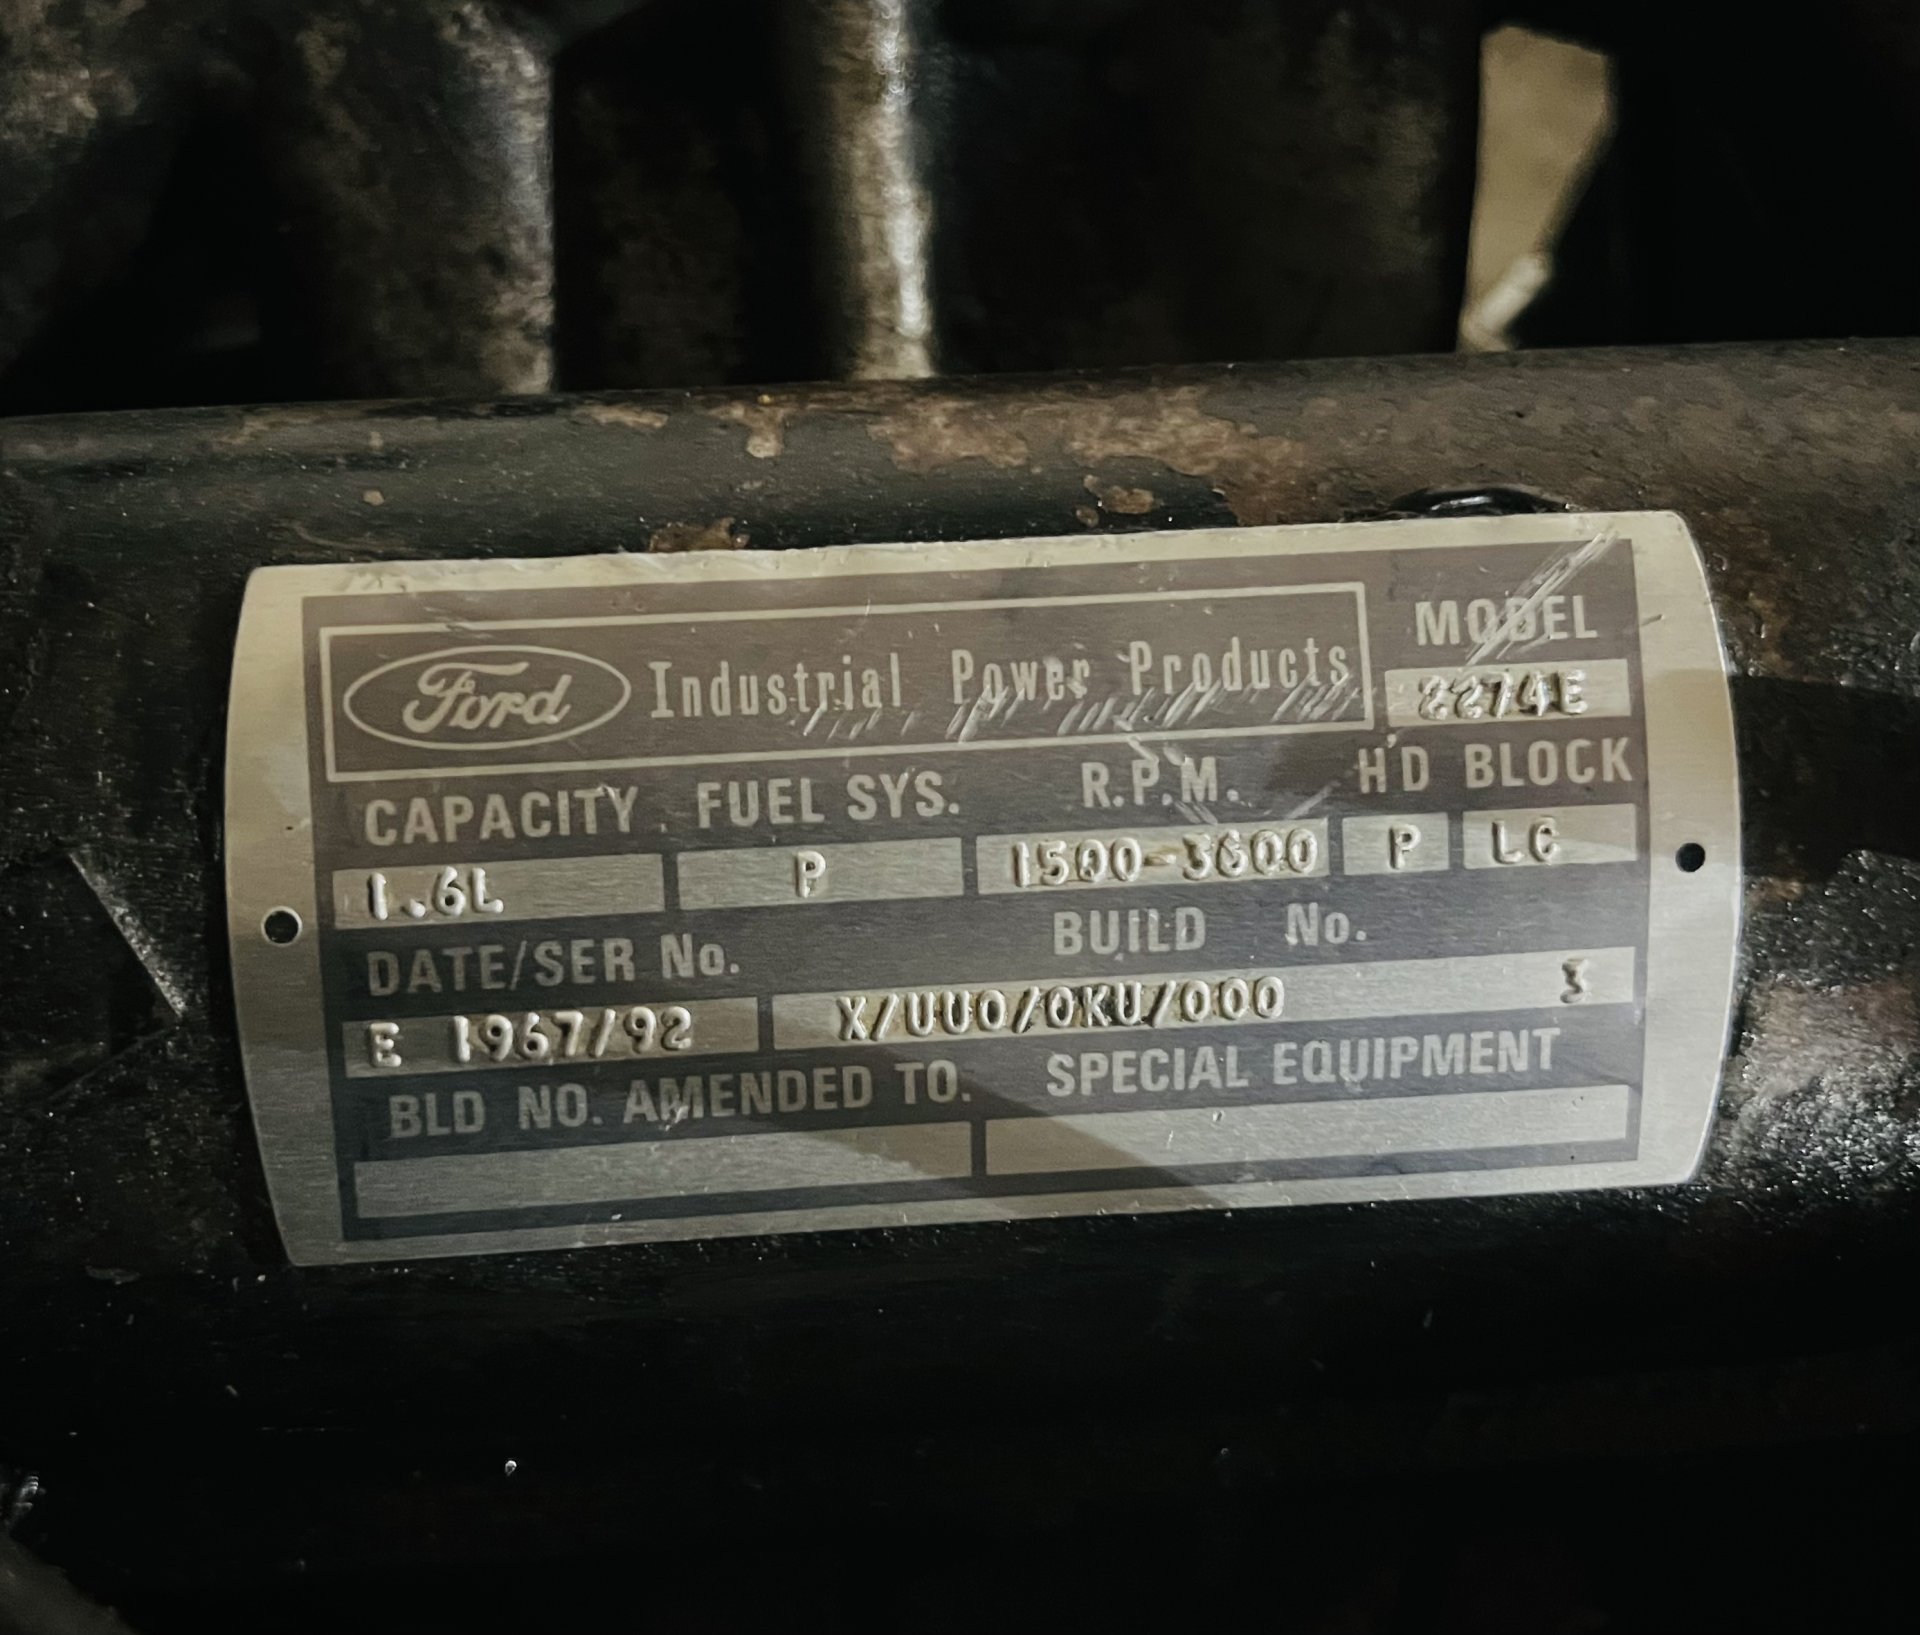 Ford Industrial Power Products MODEL
2274E
CAPACITY FUEL SYS. R.P.M. H'D BLOCK
1.6L P 1500-3600 P LC
DATE/SER No. BUILD No.
E 1967/92 X/UUO/OKU/000 3
BLD NO. AMENDED TO. SPECIAL EQUIPMENT